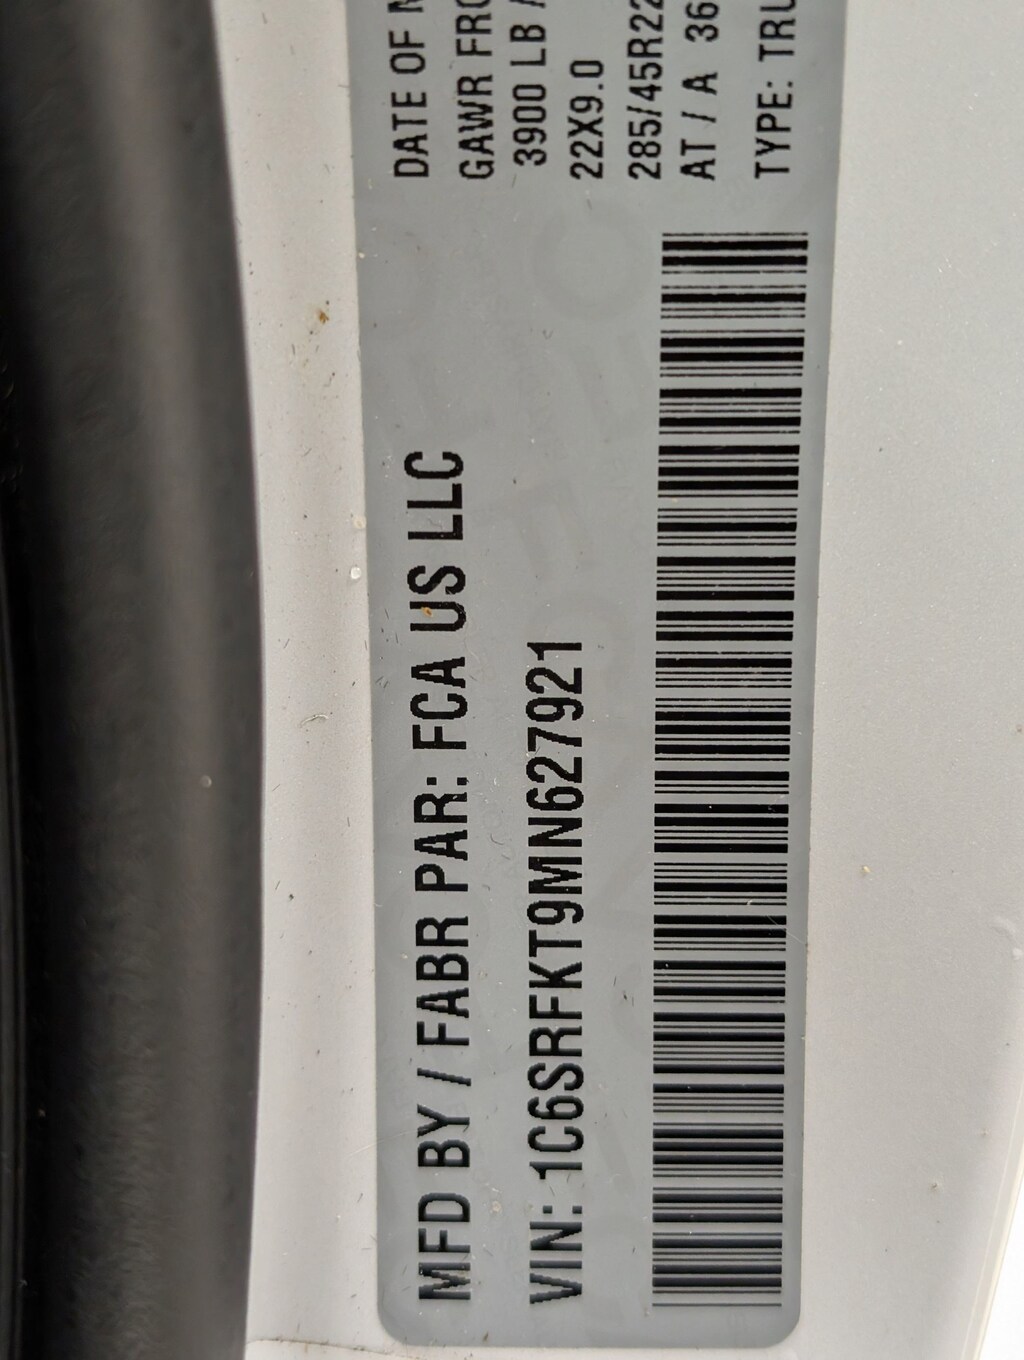 MFD BY / FABR PAR: FCA US LLC
VIN: 1C6SRFKT9MN627921
DATE OF M
GAWR FRO
3900 LB
22X9.0
285/45R22
AT / A 36
TYPE: TRU